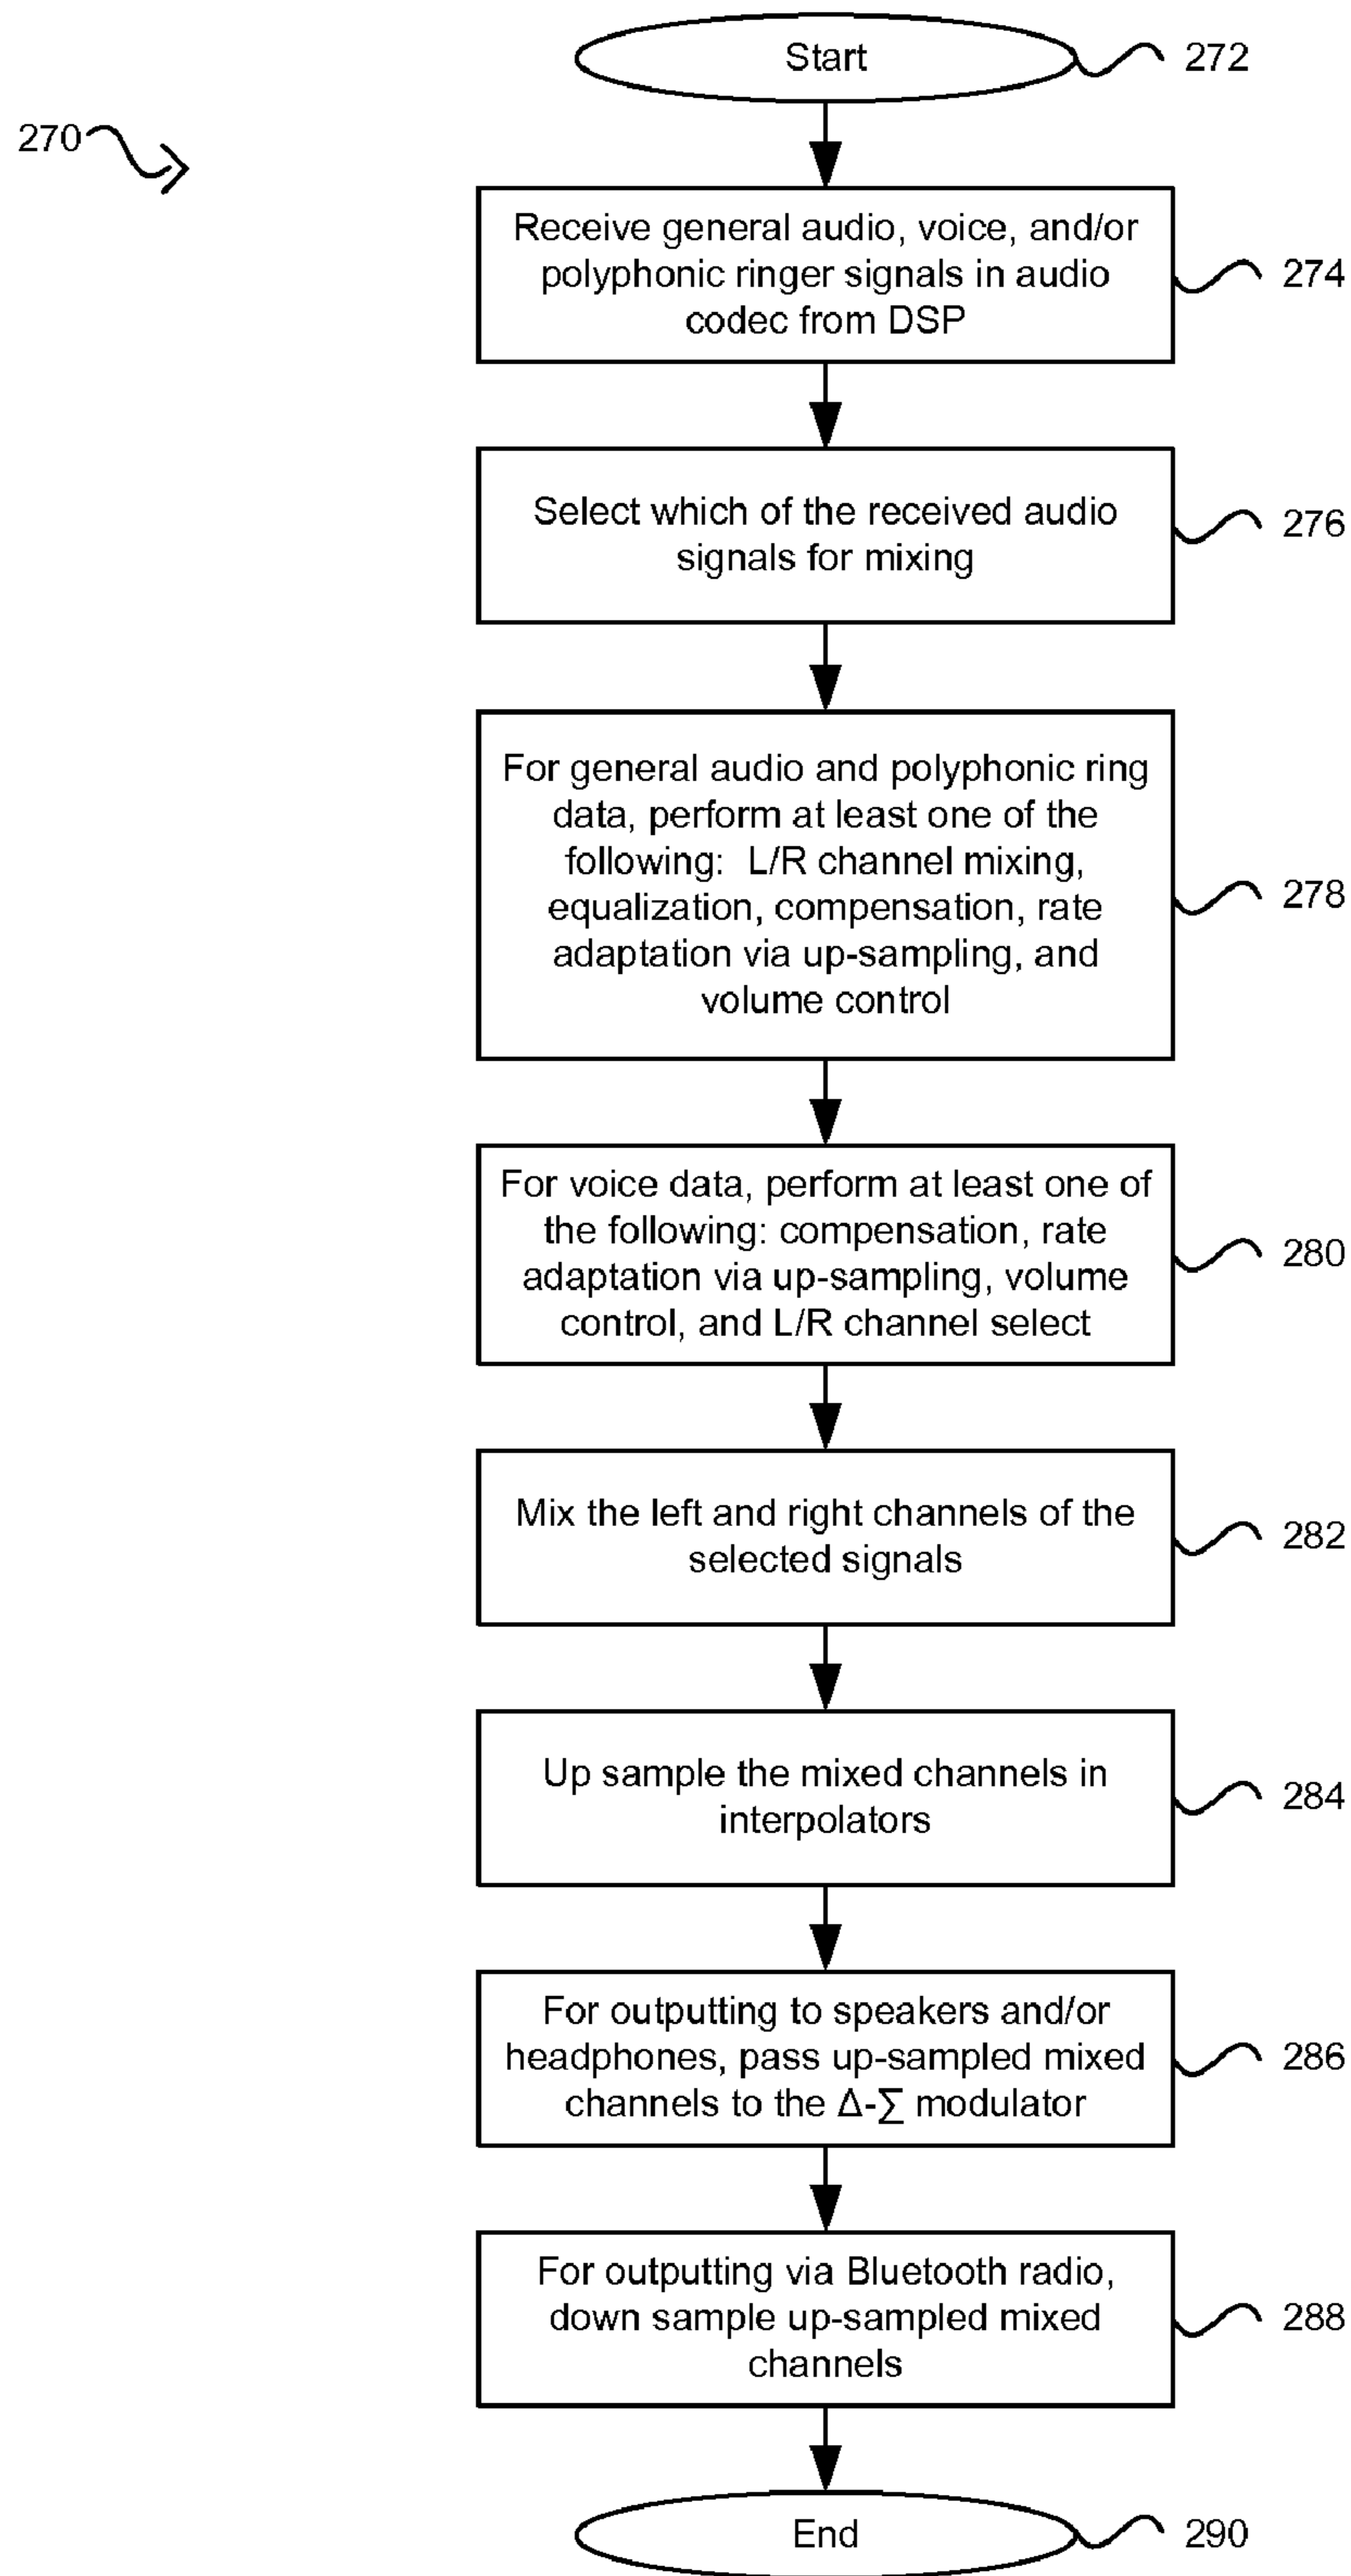 Start
272
270
Receive general audio, voice, and/or
polyphonic ringer signals in audio
codec from DSP
274
Select which of the received audio
signals for mixing
276
For general audio and polyphonic ring
data, perform at least one of the
following:  L/R channel mixing,
equalization, compensation, rate
adaptation via up-sampling, and
volume control
278
For voice data, perform at least one of
the following: compensation, rate
adaptation via up-sampling, volume
control, and L/R channel select
280
Mix the left and right channels of the
selected signals
282
Up sample the mixed channels in
interpolators
284
For outputting to speakers and/or
headphones, pass up-sampled mixed
channels to the Δ-∑ modulator
286
For outputting via Bluetooth radio,
down sample up-sampled mixed
channels
288
End
290